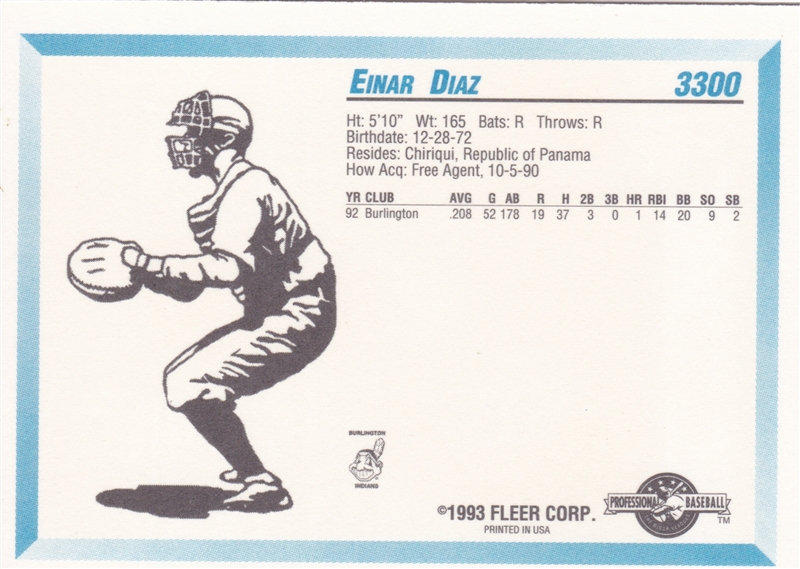 EINAR DIAZ 3300
Ht: 5'10" Wt: 165 Bats: R Throws: R
Birthdate: 12-28-72
Resides: Chiriqui, Republic of Panama
How Acq: Free Agent, 10-5-90
YR CLUB AVG G AB R H 2B 3B HR RBI BB SO SB
92 Burlington .208 52 178 19 37 3 0 1 14 20 9 2
BURLINGTON
INDIANS
©1993 FLEER CORP.
PRINTED IN USA
PROFESSIONAL BASEBALL
THE MINOR LEAGUES
TM